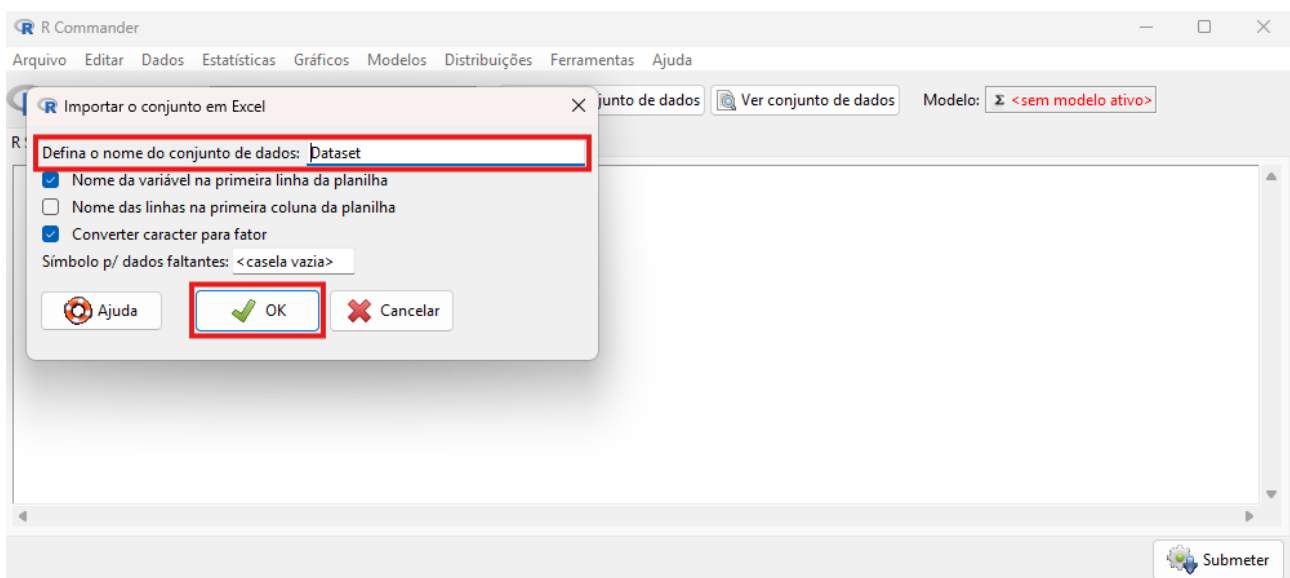 R Commander
Arquivo Editar Dados Estatísticas Gráficos Modelos Distribuições Ferramentas Ajuda
Importar o conjunto em Excel
junto de dados Ver conjunto de dados Modelo: Σ <sem modelo ativo>
R
Defina o nome do conjunto de dados: Dataset
Nome da variável na primeira linha da planilha
Nome das linhas na primeira coluna da planilha
Converter caracter para fator
Símbolo p/ dados faltantes: <casela vazia>
Ajuda OK Cancelar
Submeter